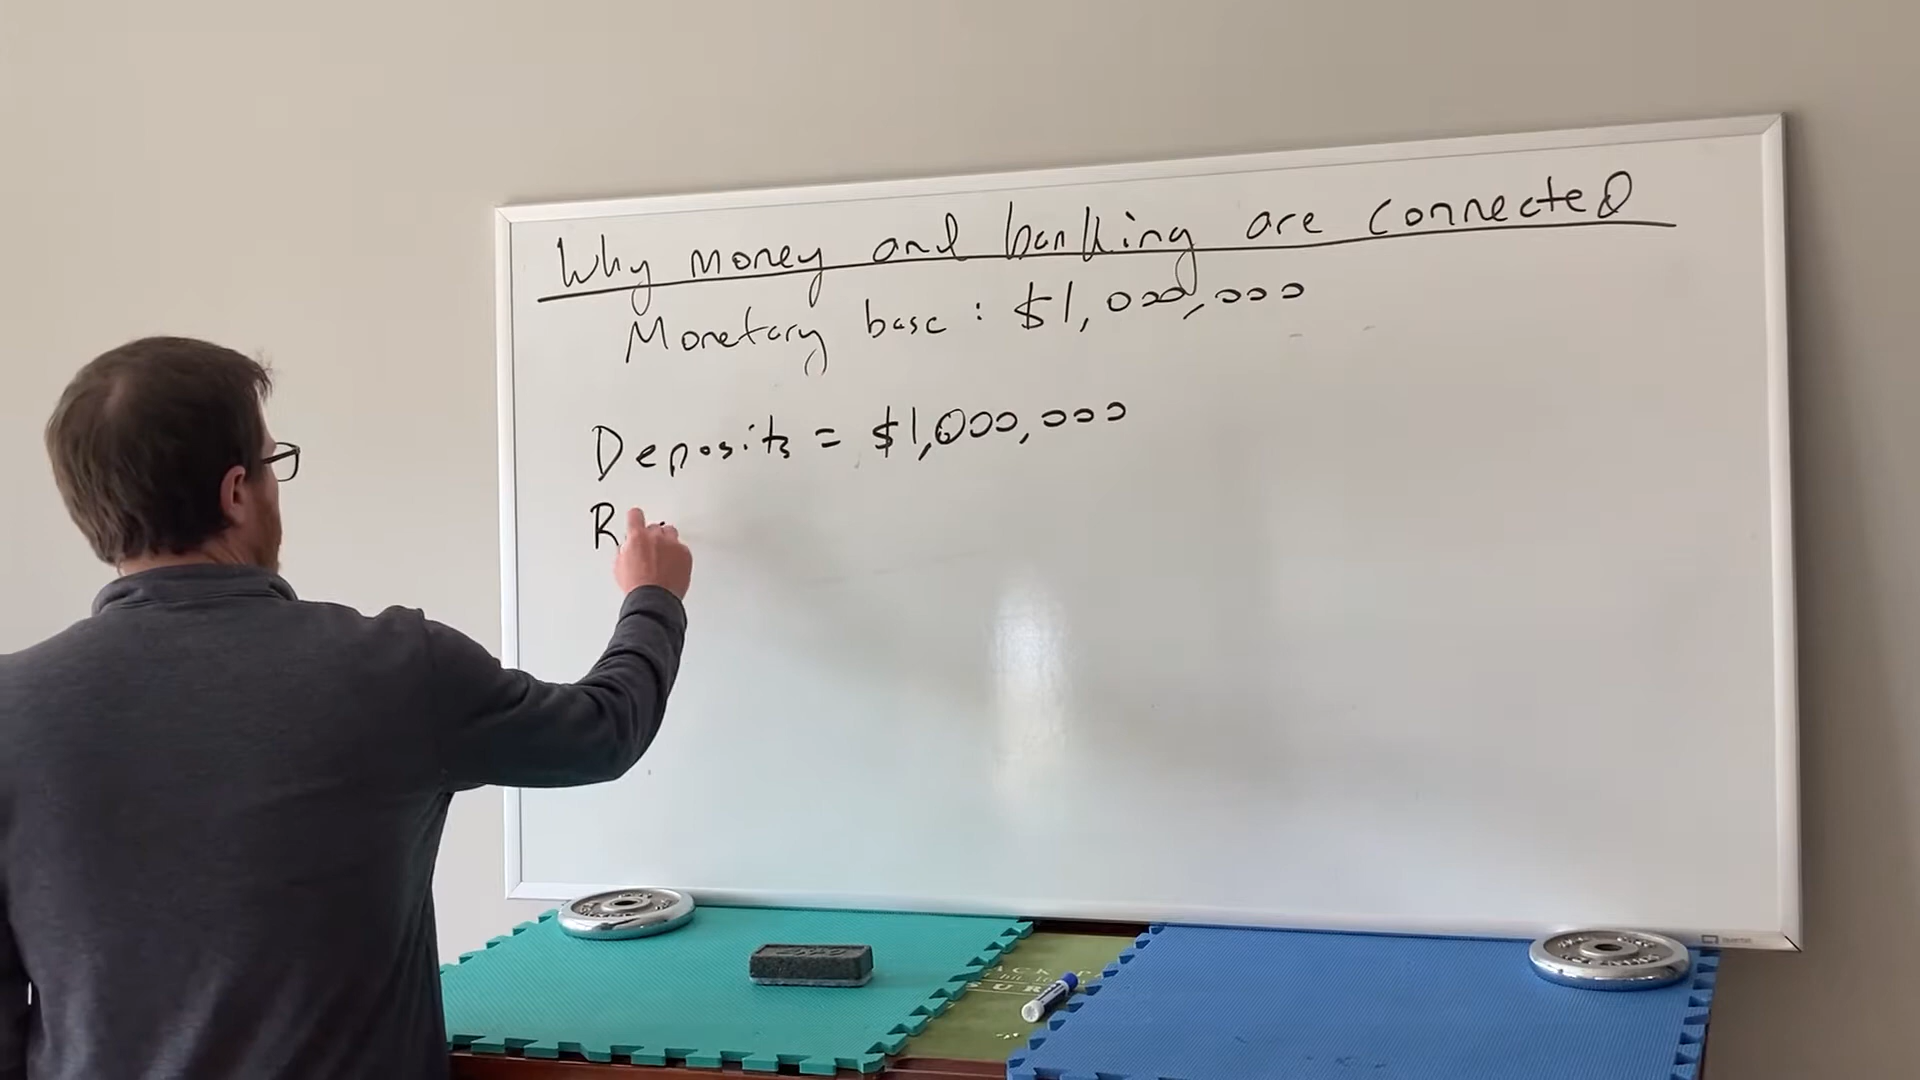 Why money and banking are connected
Monetary base : $1,000,000
Deposits = $1,000,000
R